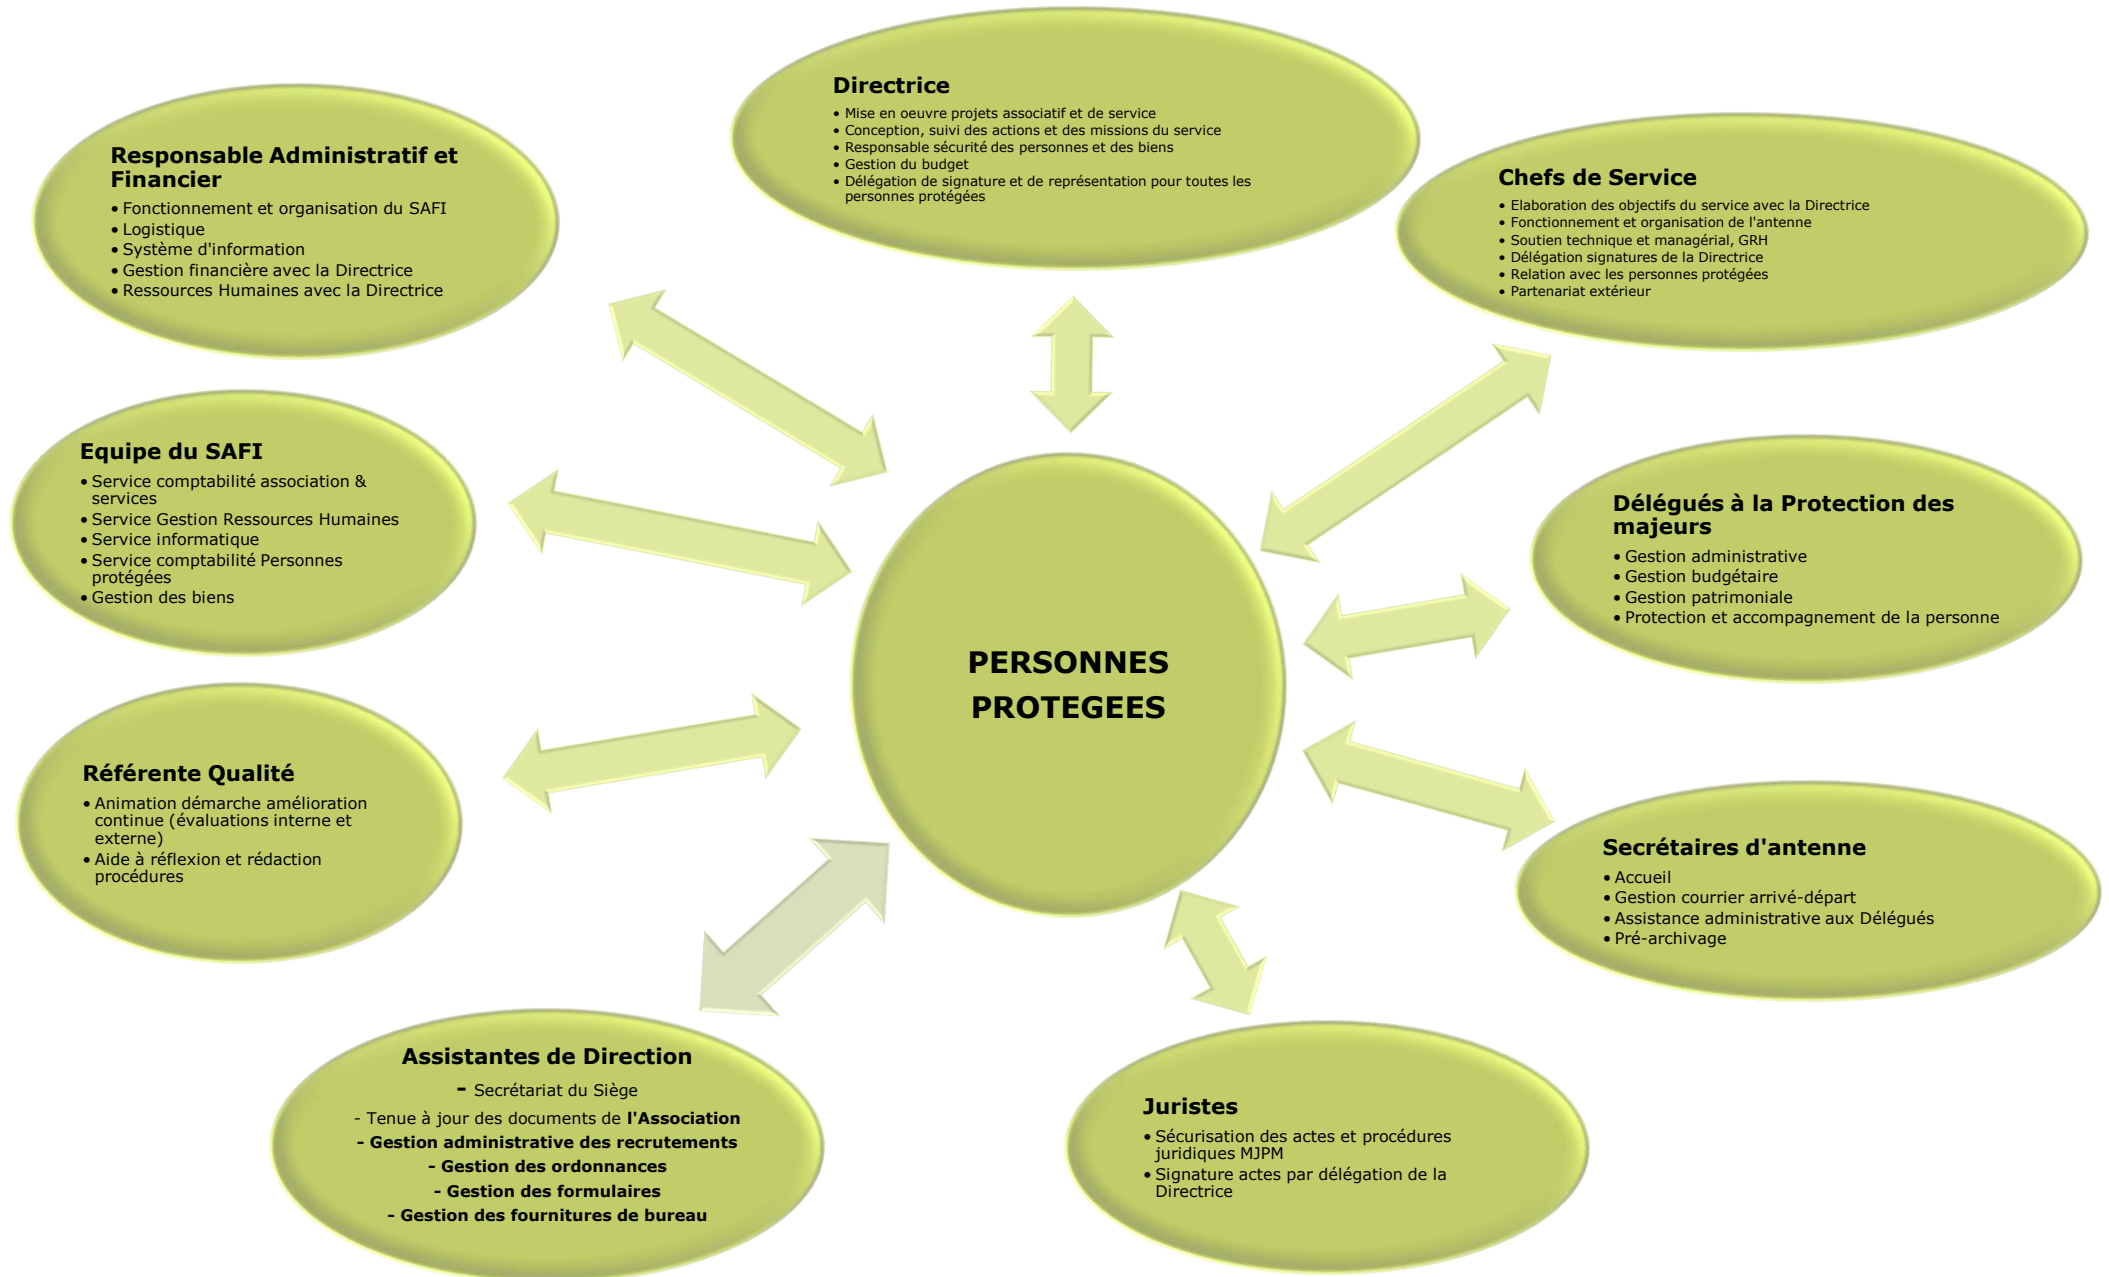 Directrice
• Mise en oeuvre projets associatif et de service
• Conception, suivi des actions et des missions du service
• Responsable sécurité des personnes et des biens
• Gestion du budget
• Délégation de signature et de représentation pour toutes les
personnes protégées
Responsable Administratif et
Financier
• Fonctionnement et organisation du SAFI
• Logistique
• Système d'information
• Gestion financière avec la Directrice
• Ressources Humaines avec la Directrice
Chefs de Service
• Elaboration des objectifs du service avec la Directrice
• Fonctionnement et organisation de l'antenne
• Soutien technique et managérial, GRH
• Délégation signatures de la Directrice
• Relation avec les personnes protégées
• Partenariat extérieur
Equipe du SAFI
• Service comptabilité association &
services
• Service Gestion Ressources Humaines
• Service informatique
• Service comptabilité Personnes
protégées
• Gestion des biens
Délégués à la Protection des
majeurs
• Gestion administrative
• Gestion budgétaire
• Gestion patrimoniale
• Protection et accompagnement de la personne
PERSONNES
PROTEGEES
Référente Qualité
• Animation démarche amélioration
continue (évaluations interne et
externe)
• Aide à réflexion et rédaction
procédures
Secrétaires d'antenne
• Accueil
• Gestion courrier arrivé-départ
• Assistance administrative aux Délégués
• Pré-archivage
Assistantes de Direction
- Secrétariat du Siège
- Tenue à jour des documents de l'Association
- Gestion administrative des recrutements
- Gestion des ordonnances
- Gestion des formulaires
- Gestion des fournitures de bureau
Juristes
• Sécurisation des actes et procédures
juridiques MJPM
• Signature actes par délégation de la
Directrice